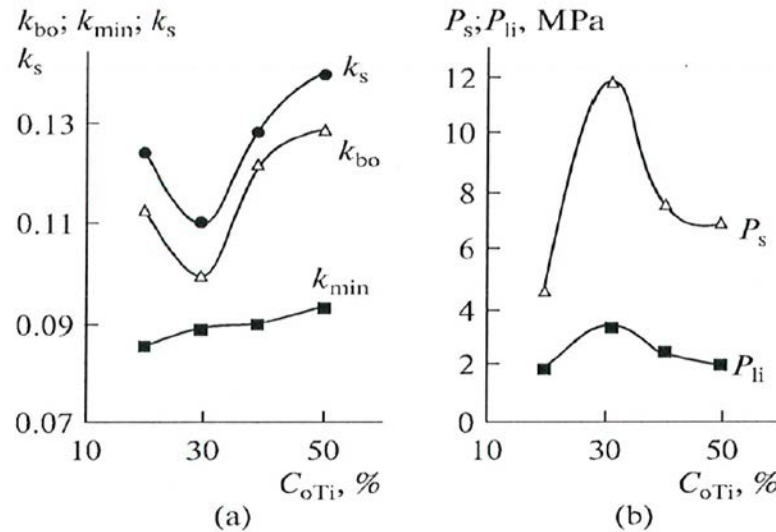 k_bo; k_min; k_s
k_s
0.13
0.11
0.09
0.07
10
30
50
C_oTi, %
k_s
k_bo
k_min
(a)
P_s; P_li, MPa
12
10
8
6
4
2
0
10
30
50
C_oTi, %
P_s
P_li
(b)